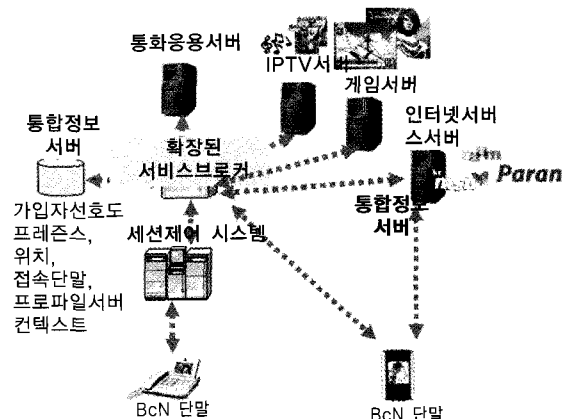 통화응용서버
IPTV서버
게임서버
인터넷서버
스서버
통합정보
서버
확장된
서비스브로커
Paran
통합정보
서버
가입자선호도
프레즌스,
위치,
접속단말,
프로파일서버
컨텍스트
세션제어 시스템
BcN 단말
BcN 단말